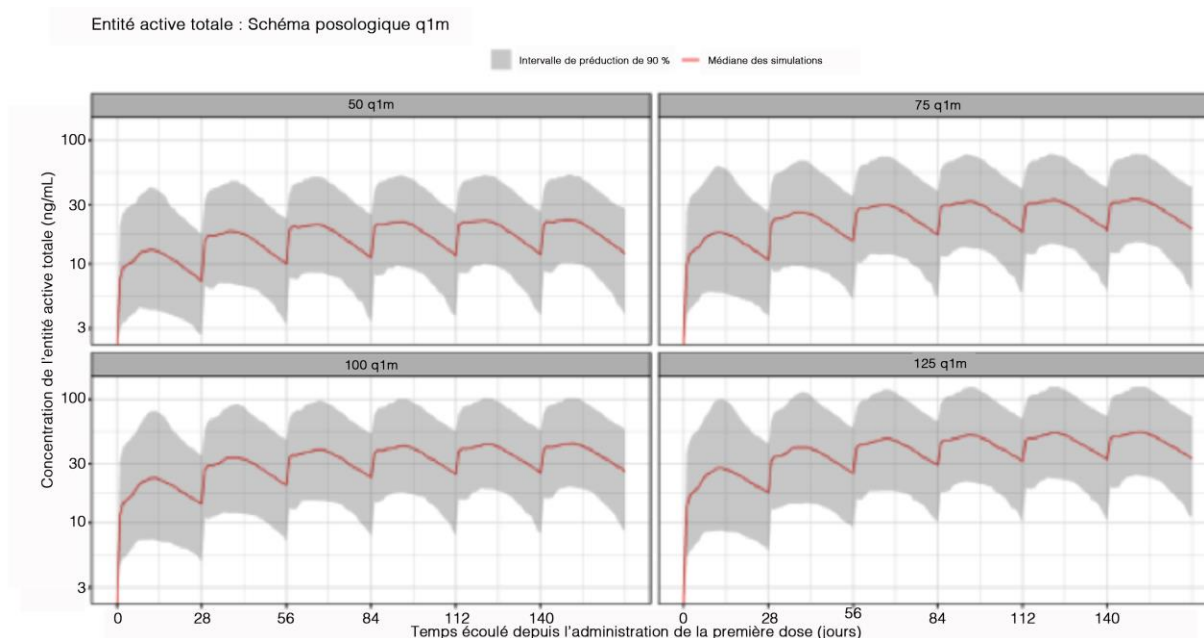 Entité active totale : Schéma posologique q1m
Intervalle de préduction de 90 % Médiane des simulations
50 q1m 75 q1m
100
30
10
3
100 q1m 125 q1m
100
30
10
3
Concentration de l'entité active totale (ng/mL)
0 28 56 84 112 140 0 28 56 84 112 140
Temps écoulé depuis l'administration de la première dose (jours)